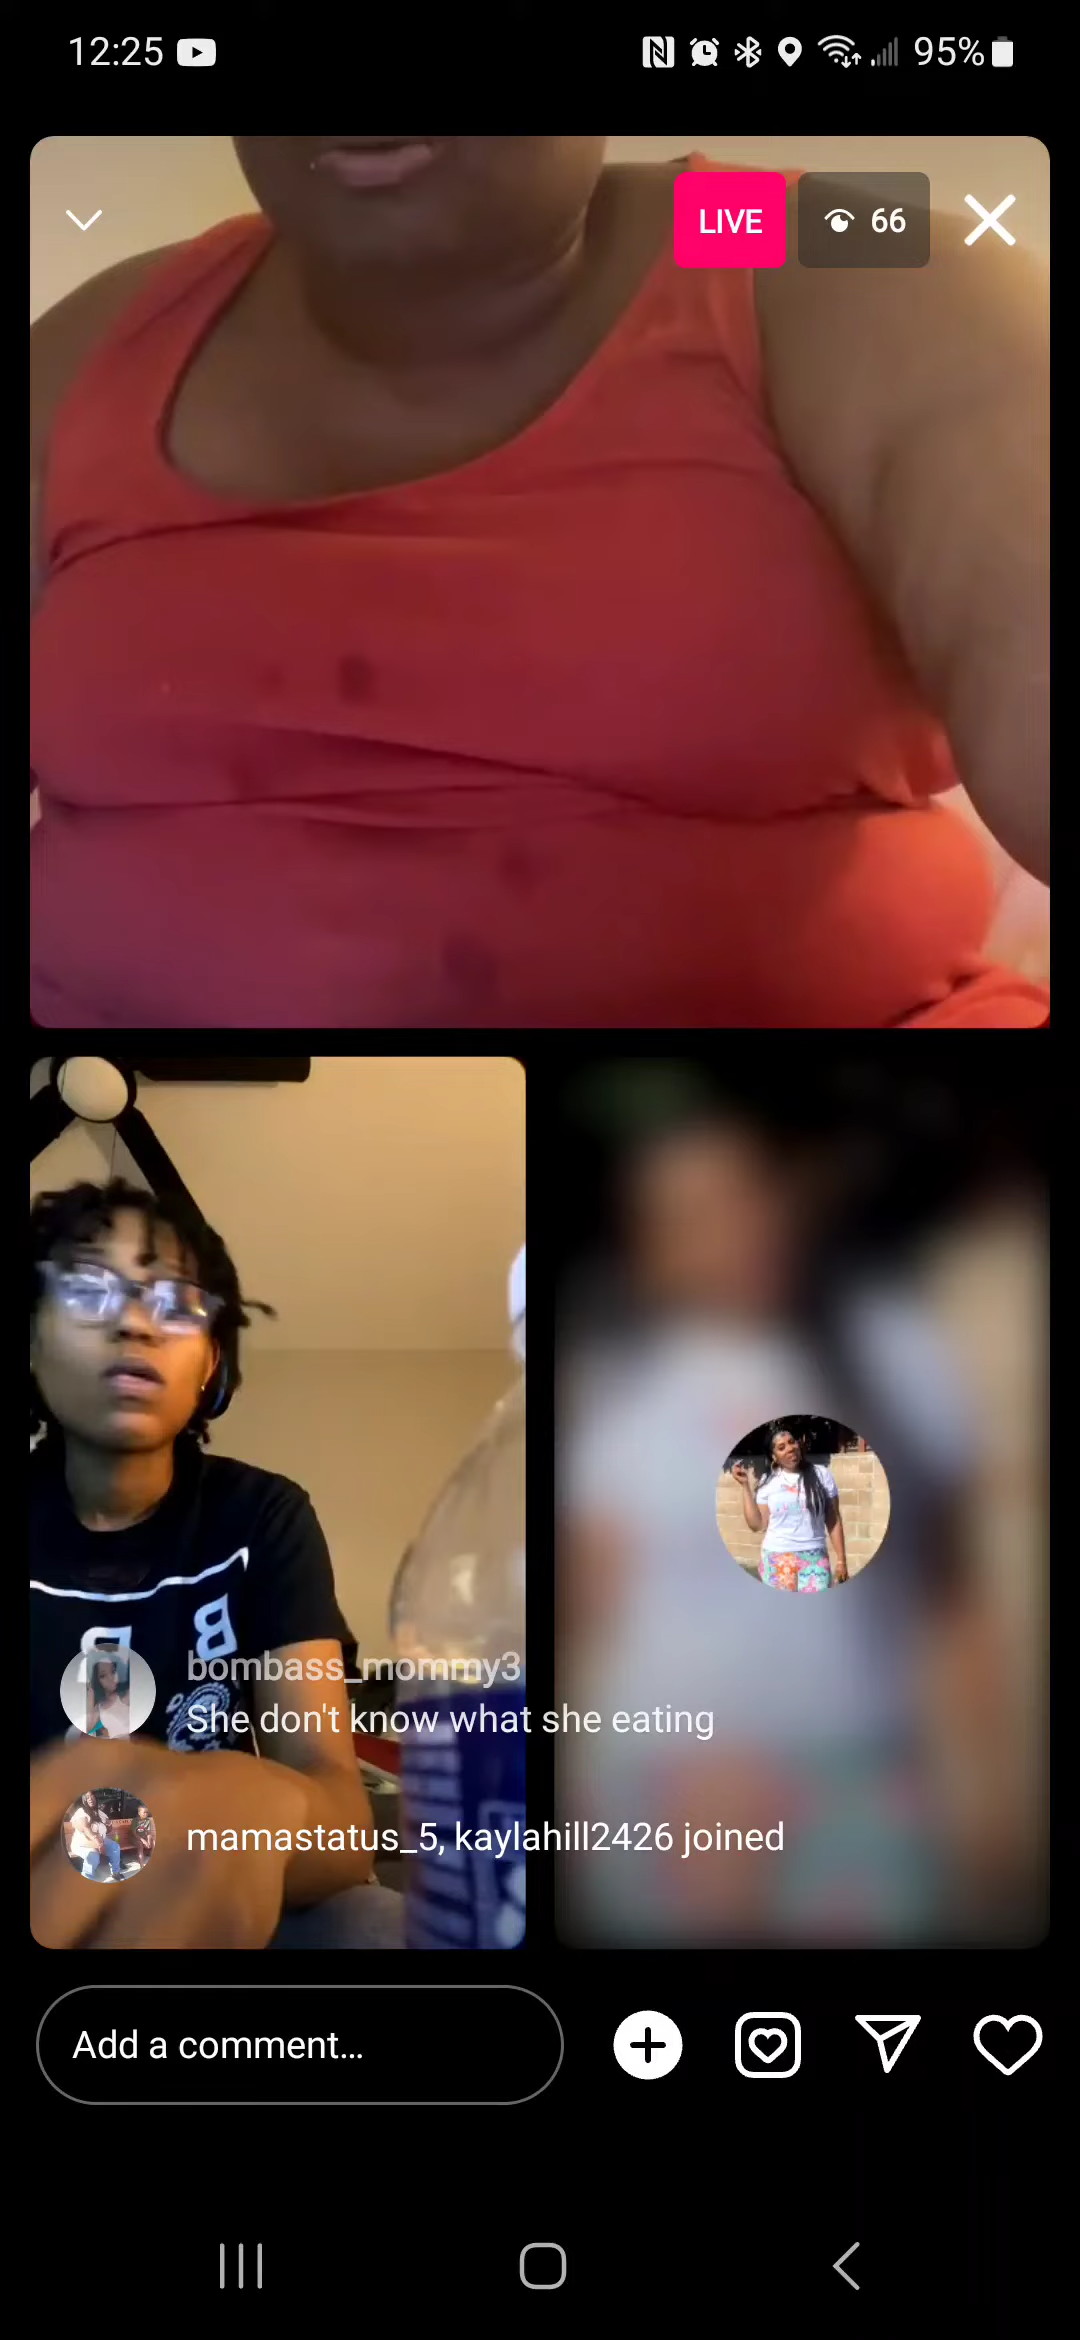 12:25
95%
LIVE
66
B B
bombass_mommy3
She don't know what she eating
mamastatus_5, kaylahill2426 joined
Add a comment...